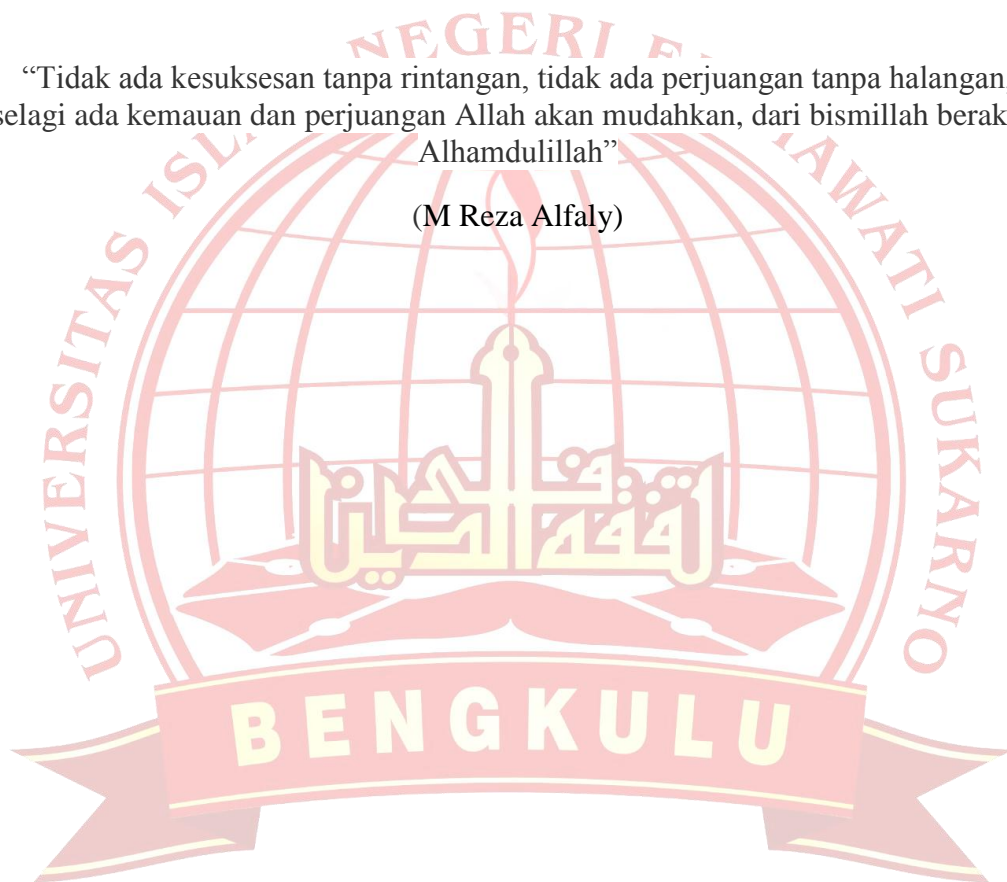 “Tidak ada kesuksesan tanpa rintangan, tidak ada perjuangan tanpa halangan
selagi ada kemauan dan perjuangan Allah akan mudahkan, dari bismillah berak
Alhamdulillah”
(M Reza Alfaly)
UNIVERSITAS ISL NEGERI F MAWATI SUKARNO
BENGKULU